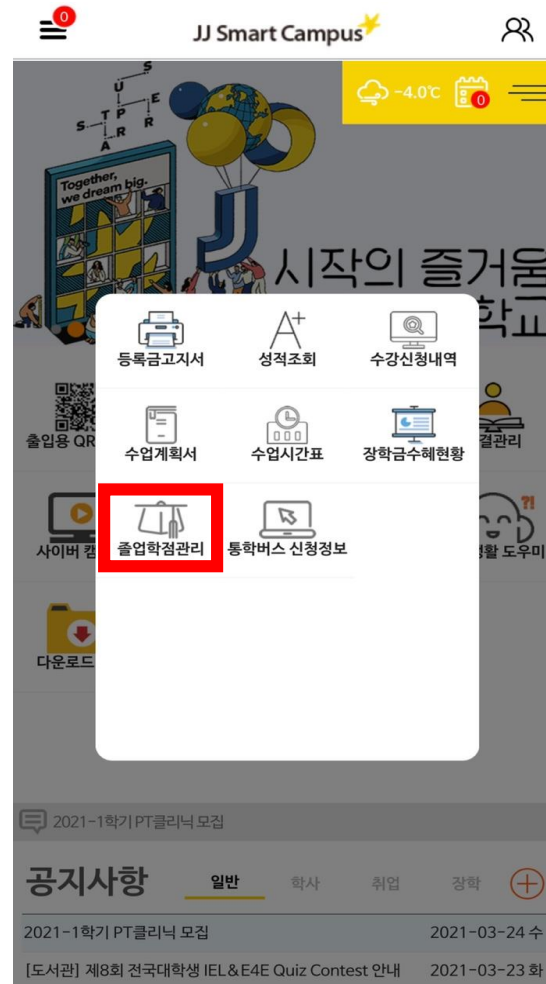 0
JJ Smart Campus
SUPER
STAR
T
-4.0℃
0
Together,
we dream big.
J
시작의 즐거움
학교
A+
등록금고지서
성적조회
수강신청내역
출입용 QR
결관리
수업계획서
수업시간표
장학금수혜현황
사이버 캠
졸업학점관리
통학버스 신청정보
?!
활 도우미
다운로드
2021-1학기 PT클리닉 모집
공지사항
일반
학사
취업
장학
2021-1학기 PT클리닉 모집
2021-03-24 수
[도서관] 제8회 전국대학생 IEL&E4E Quiz Contest 안내
2021-03-23 화